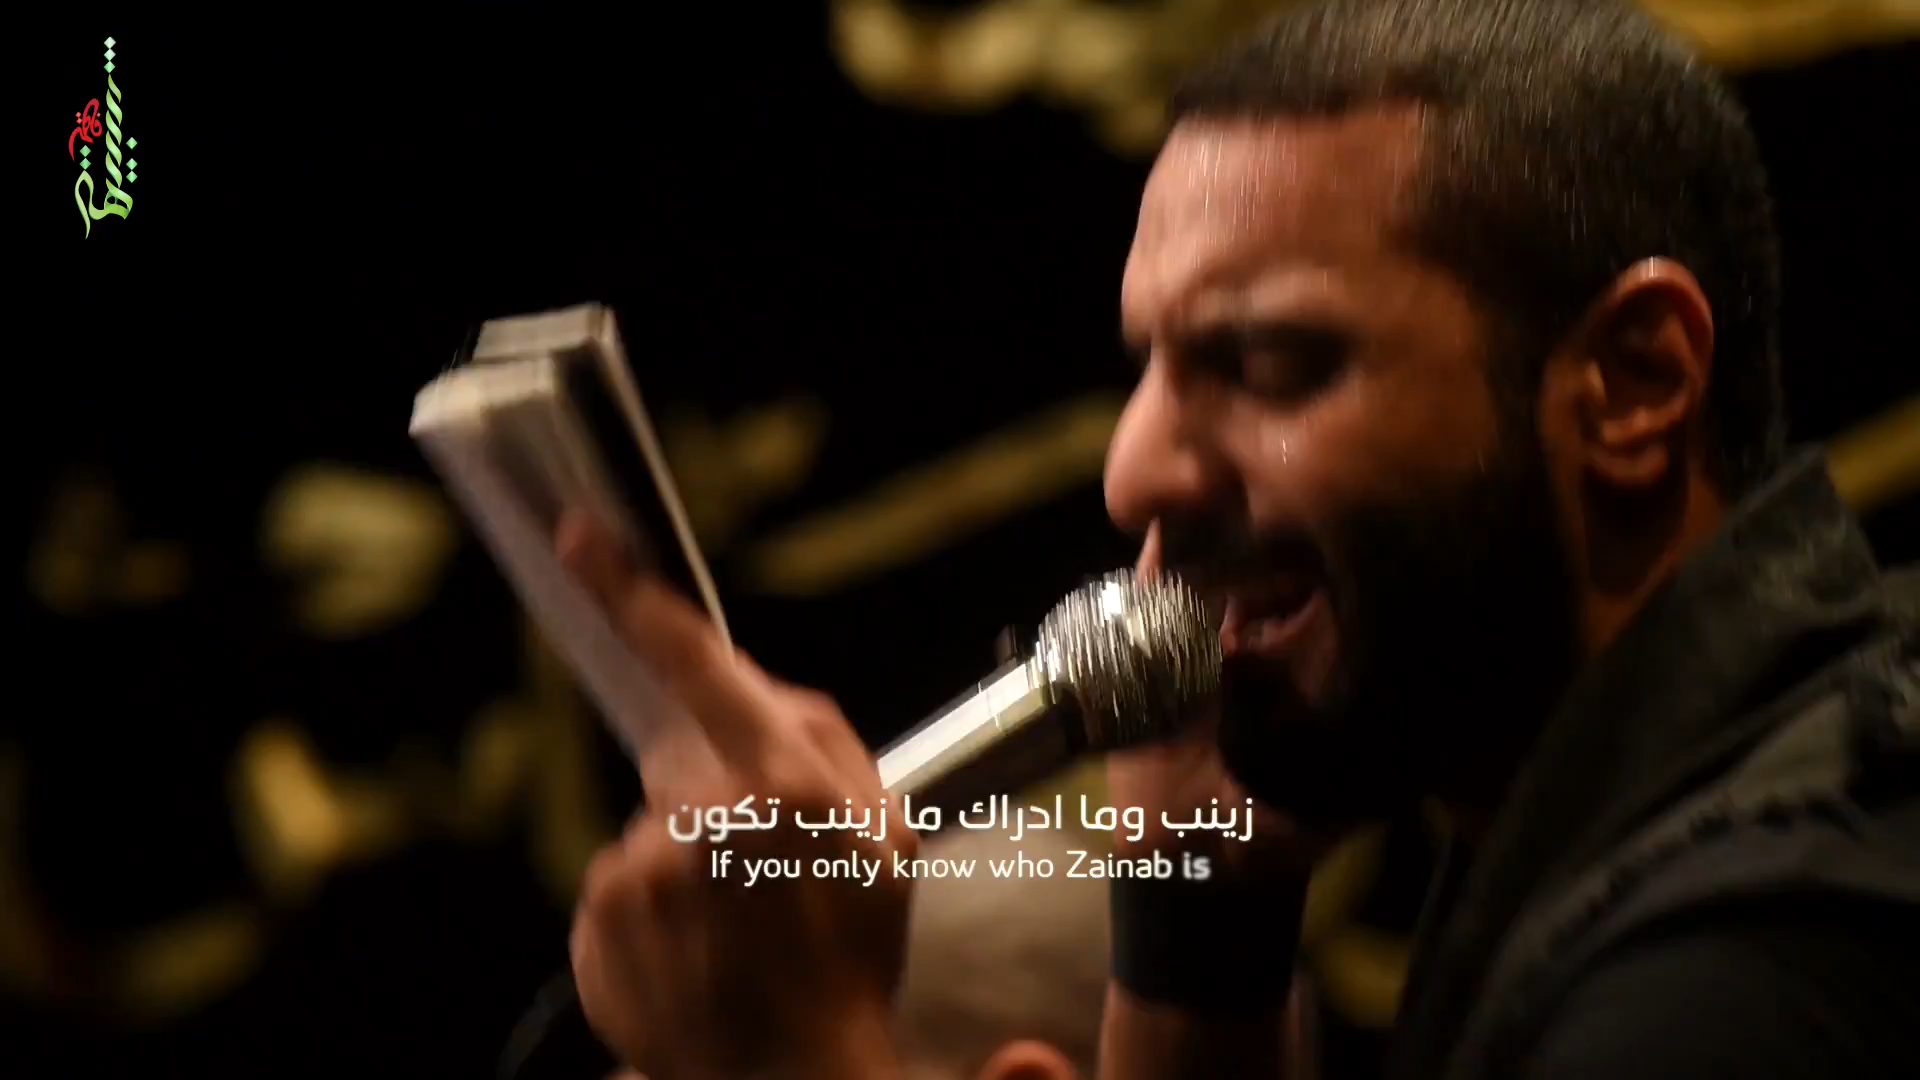 زينب وما ادراك ما زينب تكون
If you only know who Zainab is